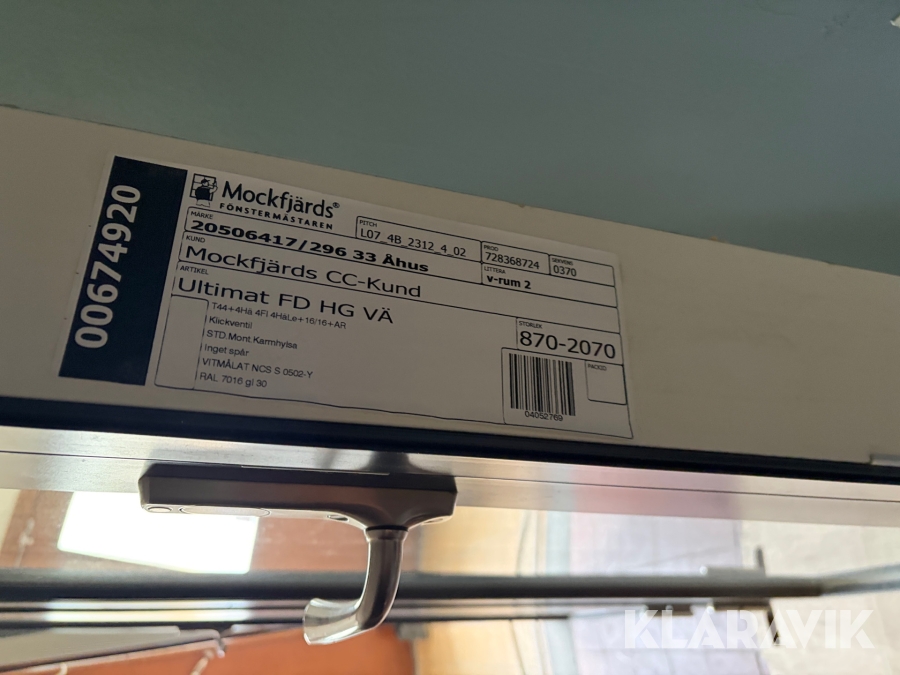 00674920
Mockfjärds®
FÖNSTERMÄSTAREN
MÄRKE
20506417/296 33 Åhus
PITCH
L07_4B_2312_4_02
PROD
728368724
SERVENR
0370
KUND
Mockfjärds CC-Kund
LITTERA
v-rum 2
ARTIKEL
Ultimat FD HG VÄ
STORLEK
870-2070
T44+4Hä 4Fl 4HäLe+16/16+AR
Klickventil
STD.Mont.Karmhylsa
Inget spår
VITMÅLAT NCS S 0502-Y
RAL 7016 gl 30
PACKID
04052769
KLARAVIK